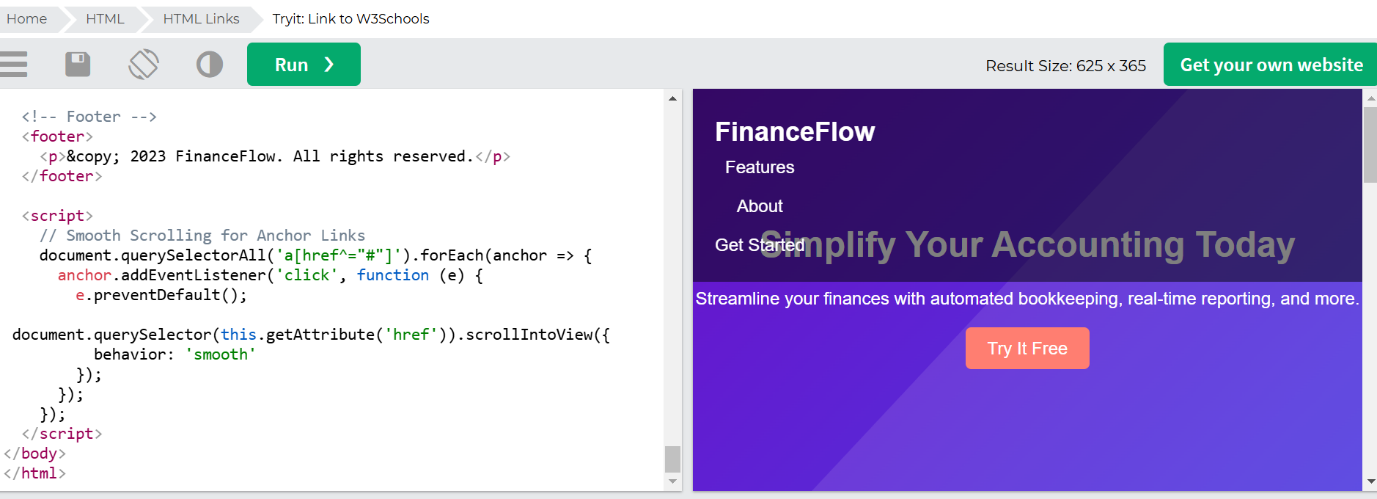 Home HTML HTML Links Tryit: Link to W3Schools
Run ❯ Result Size: 625 x 365 Get your own website
<!-- Footer -->
<footer>
<p>&copy; 2023 FinanceFlow. All rights reserved.</p>
</footer>
<script>
// Smooth Scrolling for Anchor Links
document.querySelectorAll('a[href^="#"]').forEach(anchor => {
anchor.addEventListener('click', function (e) {
e.preventDefault();
document.querySelector(this.getAttribute('href')).scrollIntoView({
behavior: 'smooth'
});
});
});
</script>
</body>
</html>
FinanceFlow
Features
About
Get Started
Simplify Your Accounting Today
Streamline your finances with automated bookkeeping, real-time reporting, and more.
Try It Free